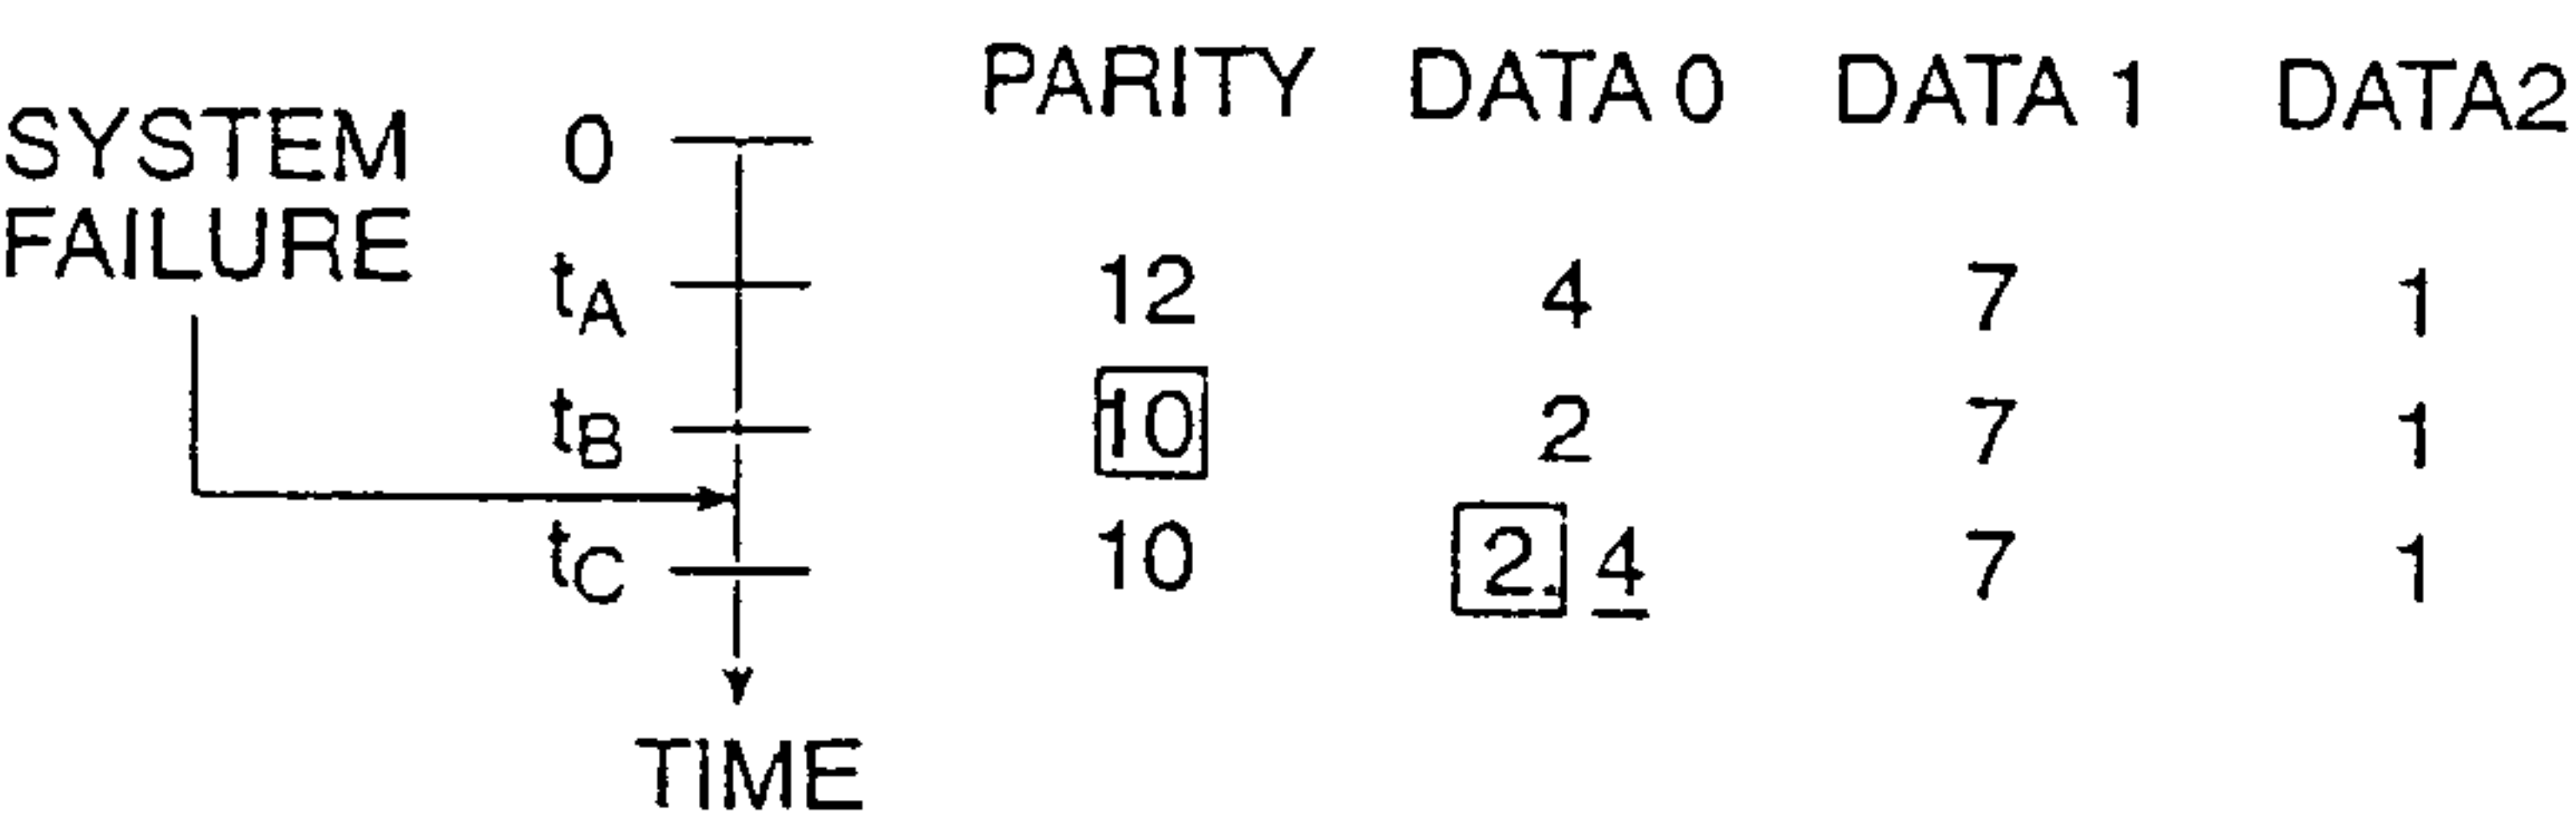 PARITY DATA 0 DATA 1 DATA2
SYSTEM
FAILURE
0
tA 12 4 7 1
tB 10 2 7 1
tC 10 2. 4 7 1
TIME